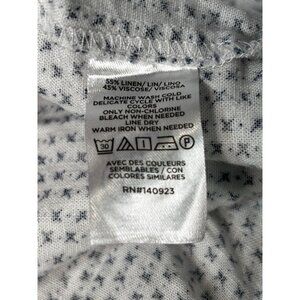 55% LINEN/ LIN/ LINO
45% VISCOSE/ VISCOSA
MACHINE WASH COLD
DELICATE CYCLE WITH LIKE
COLORS
ONLY NON-CHLORINE
BLEACH WHEN NEEDED
LINE DRY
WARM IRON WHEN NEEDED
30 P
AVEC DES COULEURS
SEMBLABLES / CON
COLORES SIMILARES
RN#140923